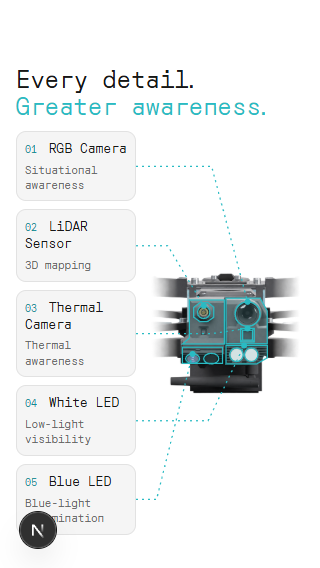 Every detail.
Greater awareness.
01 RGB Camera
Situational
awareness
02 LiDAR
Sensor
3D mapping
03 Thermal
Camera
Thermal
awareness
04 White LED
Low-light
visibility
05 Blue LED
Blue-light
mination
N